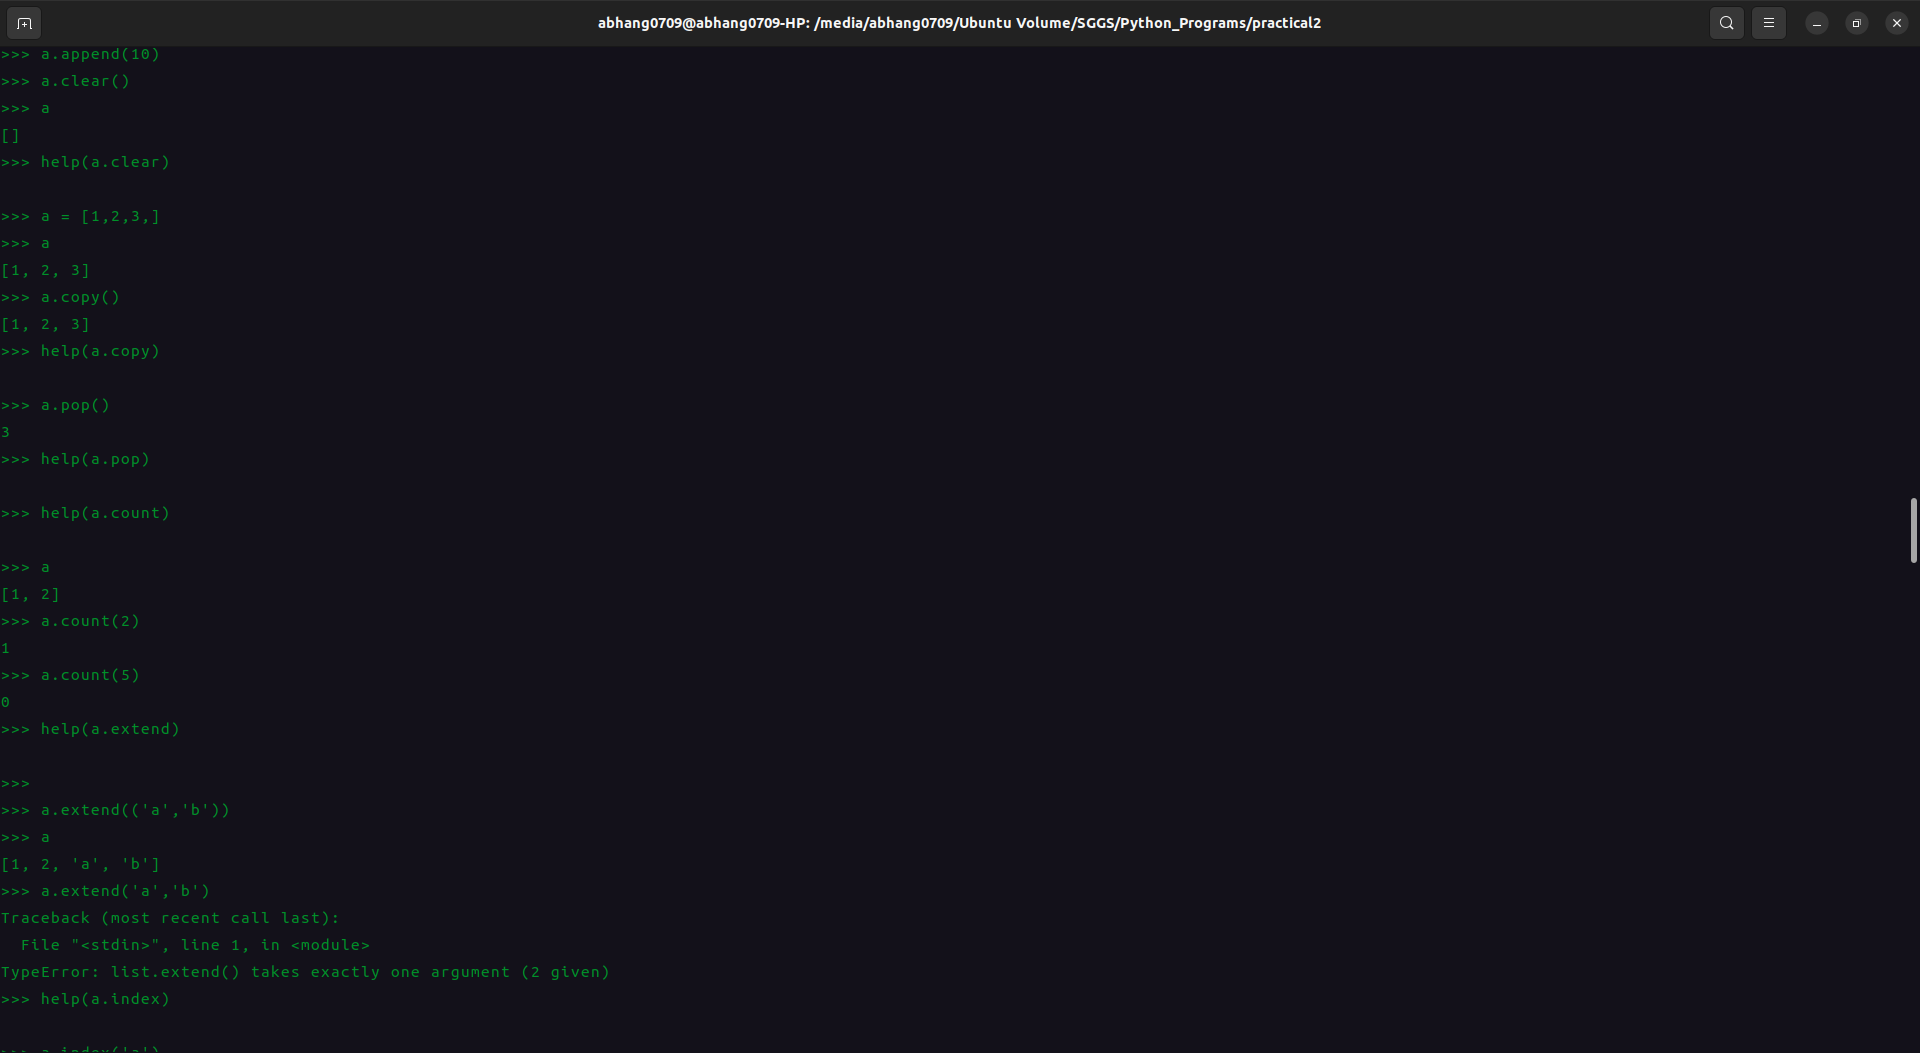 abhang0709@abhang0709-HP: /media/abhang0709/Ubuntu Volume/SGGS/Python_Programs/practical2
>>> a.append(10)
>>> a.clear()
>>> a
[]
>>> help(a.clear)
>>> a = [1,2,3,]
>>> a
[1, 2, 3]
>>> a.copy()
[1, 2, 3]
>>> help(a.copy)
>>> a.pop()
3
>>> help(a.pop)
>>> help(a.count)
>>> a
[1, 2]
>>> a.count(2)
1
>>> a.count(5)
0
>>> help(a.extend)
>>>
>>> a.extend(('a','b'))
>>> a
[1, 2, 'a', 'b']
>>> a.extend('a','b')
Traceback (most recent call last):
  File "<stdin>", line 1, in <module>
TypeError: list.extend() takes exactly one argument (2 given)
>>> help(a.index)
>>> a.index('a')